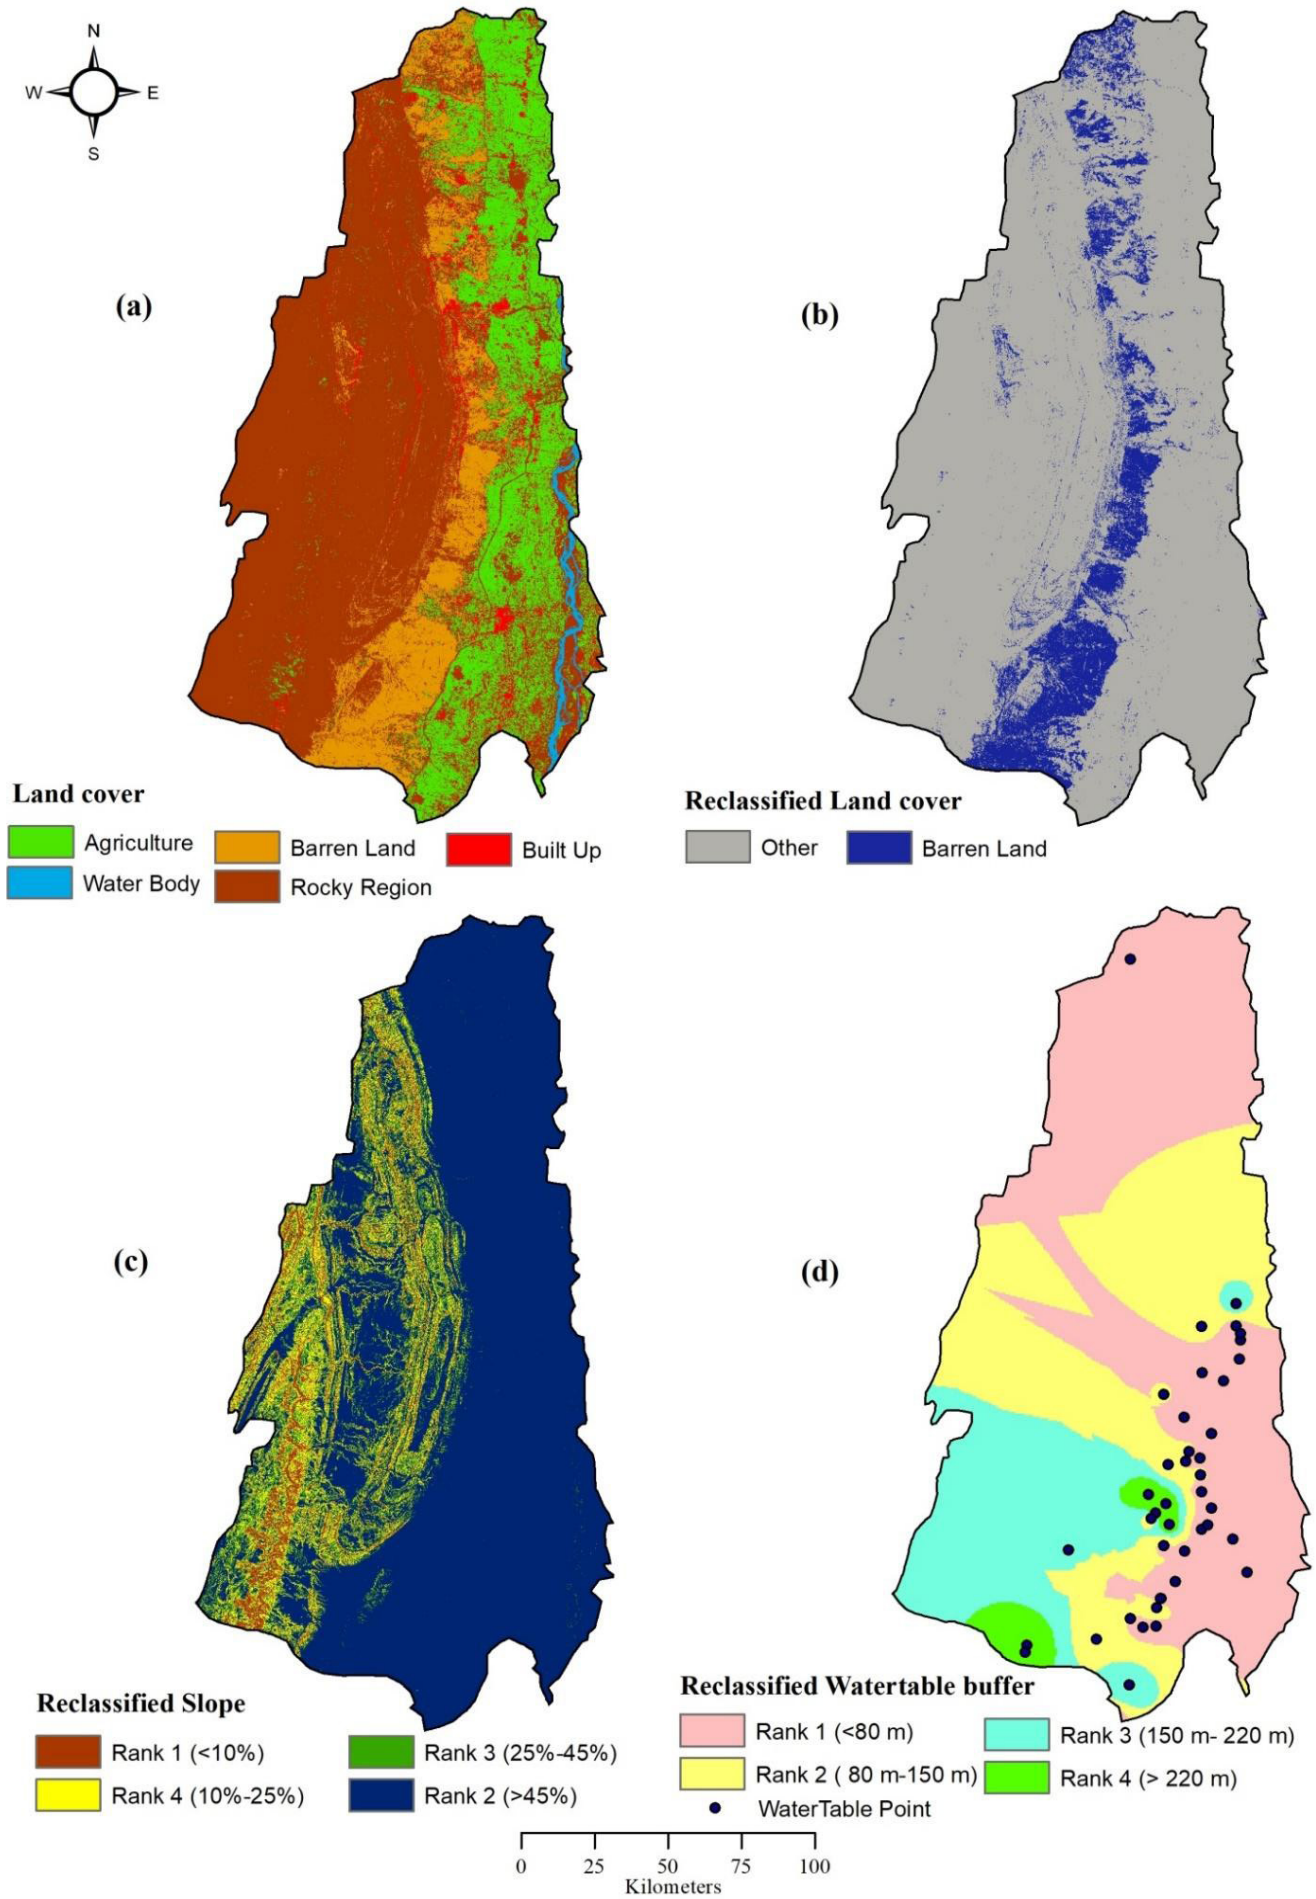 N
W E
S
(a)
(b)
Land cover
Agriculture
Barren Land
Built Up
Water Body
Rocky Region
Reclassified Land cover
Other
Barren Land
(c)
(d)
Reclassified Slope
Rank 1 (<10%)
Rank 3 (25%-45%)
Rank 4 (10%-25%)
Rank 2 (>45%)
Reclassified Watertable buffer
Rank 1 (<80 m)
Rank 3 (150 m- 220 m)
Rank 2 ( 80 m-150 m)
Rank 4 (> 220 m)
WaterTable Point
0 25 50 75 100
Kilometers